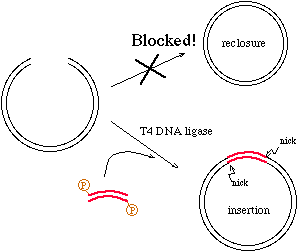 Blocked!
reclosure
T4 DNA ligase
nick
P
nick
P
insertion